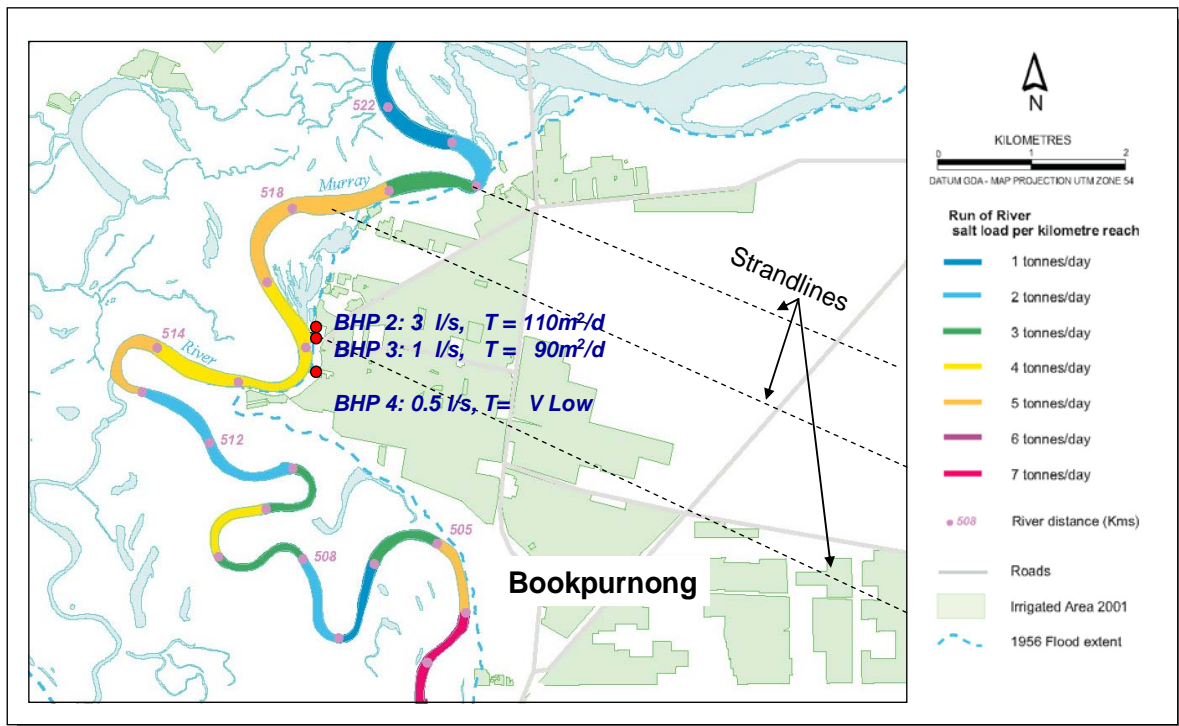 522
Murray
518
Strandlines
BHP 2: 3 l/s, T = 110m²/d
BHP 3: 1 l/s, T = 90m²/d
BHP 4: 0.5 l/s, T= V Low
514
River
512
508
505
Bookpurnong
N
KILOMETRES
0 1 2
DATUM GDA - MAP PROJECTION UTM ZONE 54
Run of River
salt load per kilometre reach
1 tonnes/day
2 tonnes/day
3 tonnes/day
4 tonnes/day
5 tonnes/day
6 tonnes/day
7 tonnes/day
508 River distance (Kms)
Roads
Irrigated Area 2001
1956 Flood extent